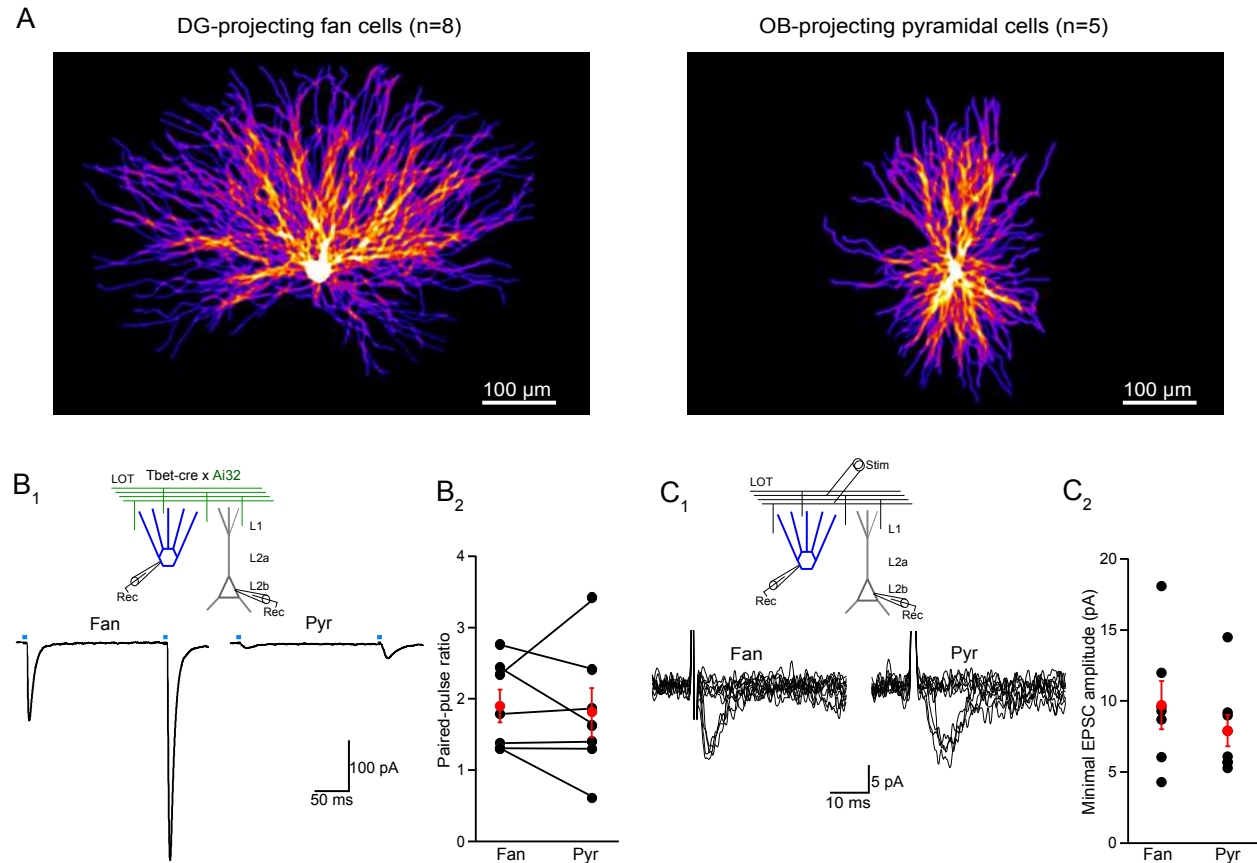 A
DG-projecting fan cells (n=8)
OB-projecting pyramidal cells (n=5)
100 µm
100 µm
B1
LOT
Tbet-cre x Ai32
L1
L2a
L2b
Rec
Rec
Fan
Pyr
100 pA
50 ms
B2
Paired-pulse ratio
4
3
2
1
0
Fan
Pyr
C1
LOT
Stim
L1
L2a
L2b
Rec
Rec
Fan
Pyr
5 pA
10 ms
C2
Minimal EPSC amplitude (pA)
20
15
10
5
0
Fan
Pyr